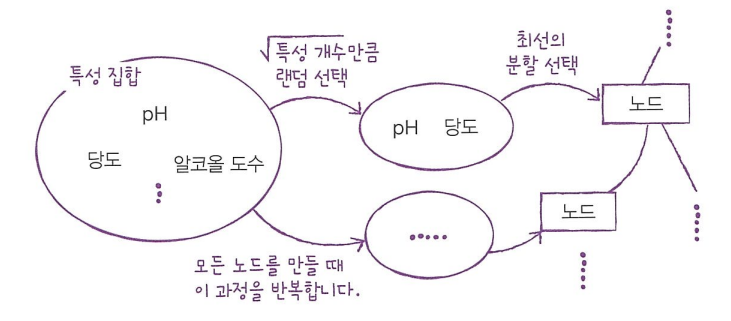 특성 집합
pH
당도
알코올 도수
√특성 개수만큼
랜덤 선택
pH 당도
최선의
분할 선택
노드
노드
모든 노드를 만들 때
이 과정을 반복합니다.